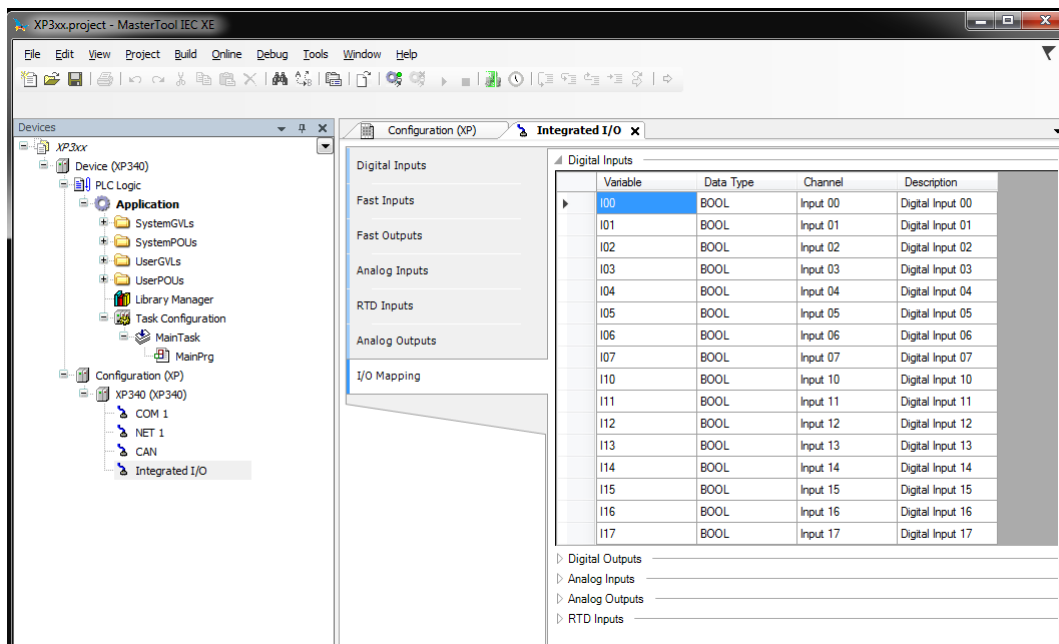 XP3xx.project - MasterTool IEC XE
File Edit View Project Build Online Debug Tools Window Help
Devices
XP3xx
Device (XP340)
PLC Logic
Application
SystemGVLs
SystemPOUs
UserGVLs
UserPOUs
Library Manager
Task Configuration
MainTask
MainPrg
Configuration (XP)
XP340 (XP340)
COM 1
NET 1
CAN
Integrated I/O
Configuration (XP) Integrated I/O
Digital Inputs
Fast Inputs
Fast Outputs
Analog Inputs
RTD Inputs
Analog Outputs
I/O Mapping
Digital Inputs
Variable Data Type Channel Description
I00 BOOL Input 00 Digital Input 00
I01 BOOL Input 01 Digital Input 01
I02 BOOL Input 02 Digital Input 02
I03 BOOL Input 03 Digital Input 03
I04 BOOL Input 04 Digital Input 04
I05 BOOL Input 05 Digital Input 05
I06 BOOL Input 06 Digital Input 06
I07 BOOL Input 07 Digital Input 07
I10 BOOL Input 10 Digital Input 10
I11 BOOL Input 11 Digital Input 11
I12 BOOL Input 12 Digital Input 12
I13 BOOL Input 13 Digital Input 13
I14 BOOL Input 14 Digital Input 14
I15 BOOL Input 15 Digital Input 15
I16 BOOL Input 16 Digital Input 16
I17 BOOL Input 17 Digital Input 17
Digital Outputs
Analog Inputs
Analog Outputs
RTD Inputs